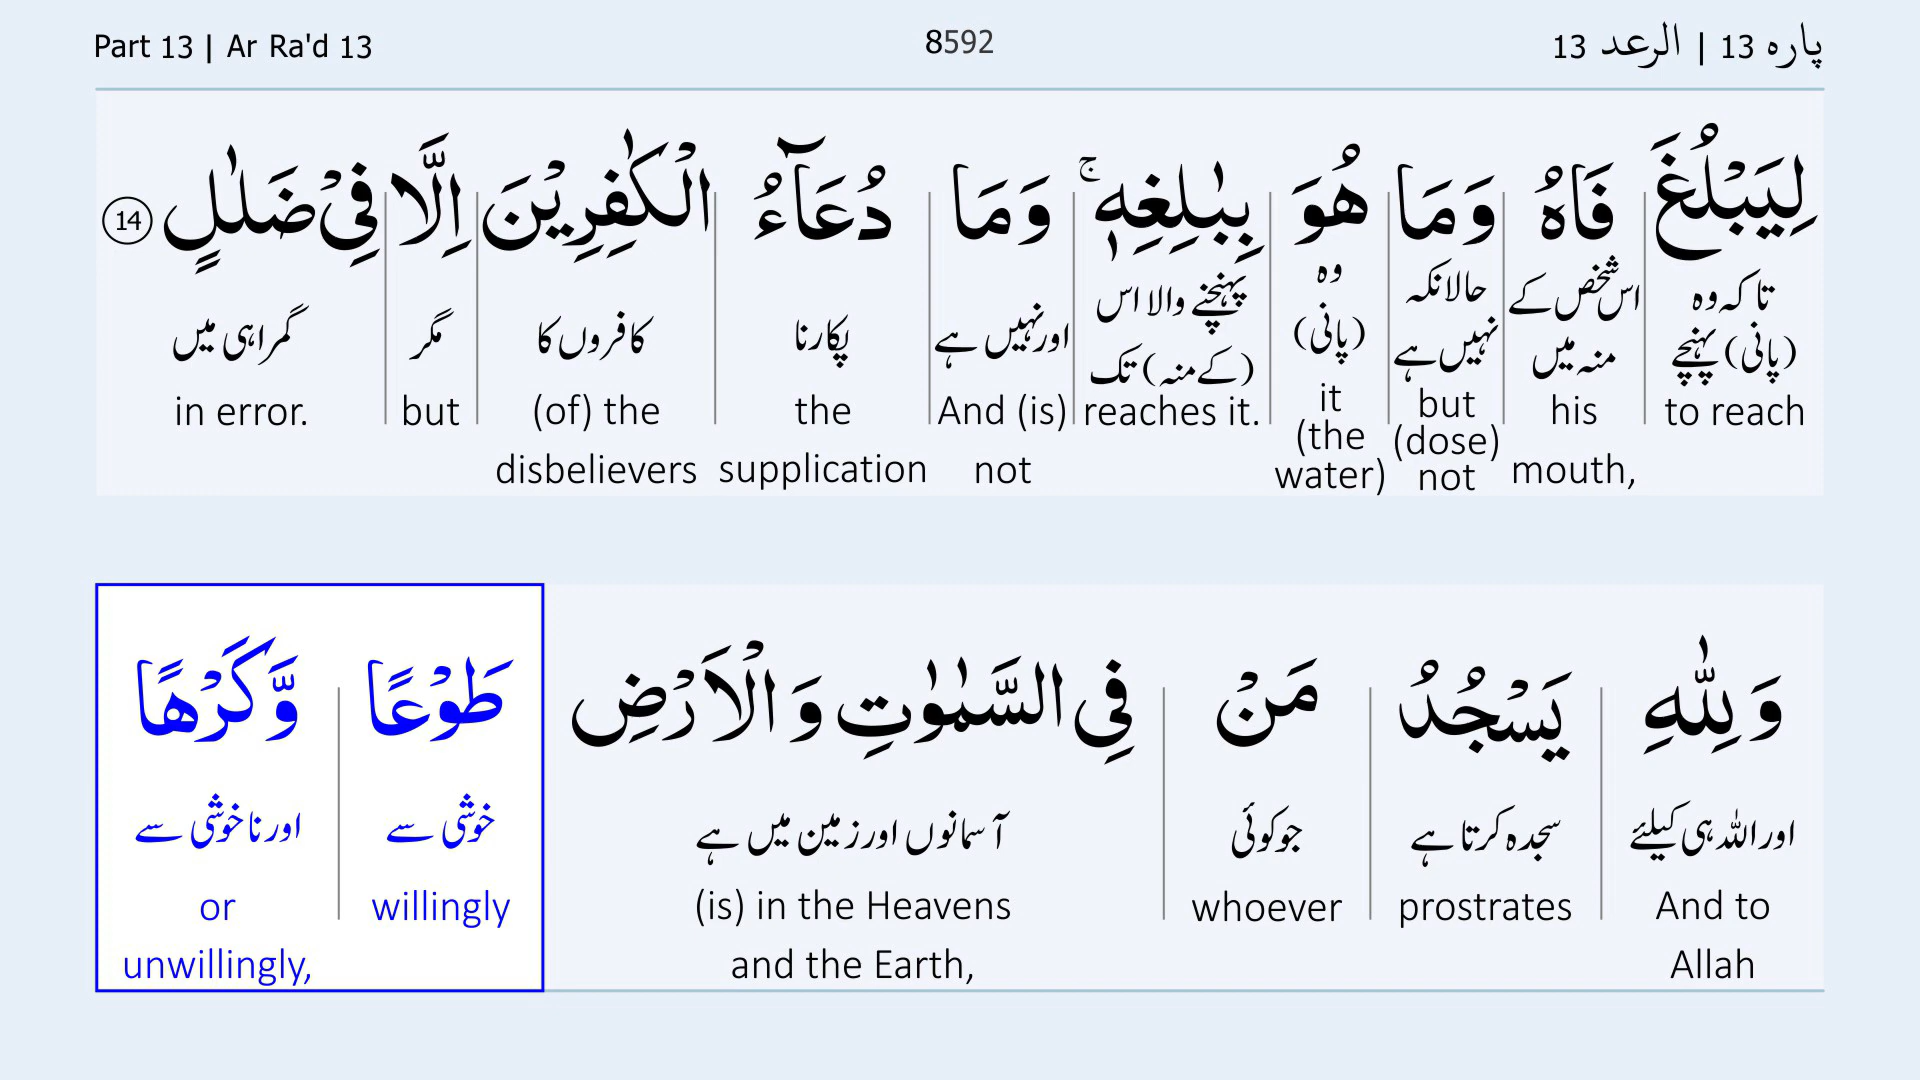 Part 13 | Ar Ra'd 13
8592
پارہ 13 | الرعد 13
لِيَبْلُغَ فَاهُ وَمَا هُوَ بِبٰلِغِهٖ ۚ وَمَا دُعَآءُ الْكٰفِرِيْنَ اِلَّا فِيْ ضَلٰلٍ 14
تاکہ وہ (پانی) پہنچے
اس شخص کے منہ میں
حالانکہ نہیں ہے
وہ (پانی)
پہنچنے والا اس (کے منہ) تک
اور نہیں ہے
پکارنا
کافروں کا
مگر
گمراہی میں
to reach
his
mouth,
but
(dose)
not
it
(the
water)
reaches it.
And (is)
not
the
supplication
(of) the
disbelievers
but
in error.
وَلِلّٰهِ يَسْجُدُ مَنْ فِي السَّمٰوٰتِ وَالْاَرْضِ طَوْعًا وَّكَرْهًا
اور اللہ ہی کیلئے
سجدہ کرتا ہے
جو کوئی
آسمانوں اور زمین میں ہے
خوشی سے
اور ناخوشی سے
And to
Allah
prostrates
whoever
(is) in the Heavens
and the Earth,
willingly
or
unwillingly,